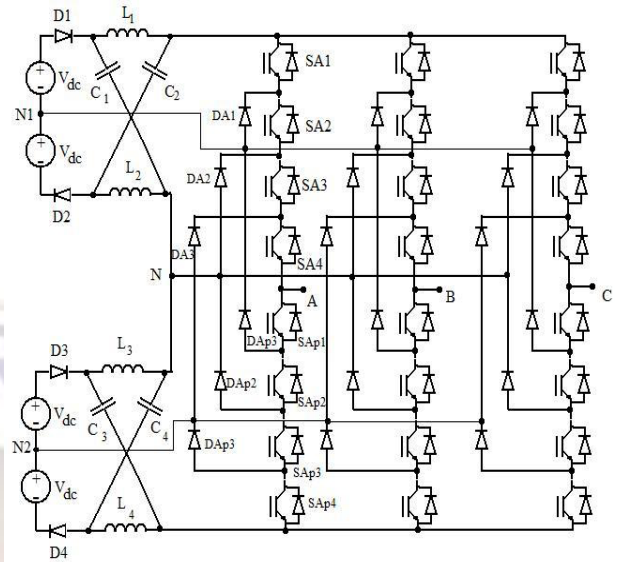 D1
L1
SA1
Vdc
C1
C2
N1
DA1
SA2
Vdc
L2
DA2
SA3
D2
DA3
SA4
N
A
B
C
D3
L3
DAp3
SAp1
Vdc
DAp2
SAp2
C3
C4
N2
DAp3
Vdc
SAp3
L4
SAp4
D4